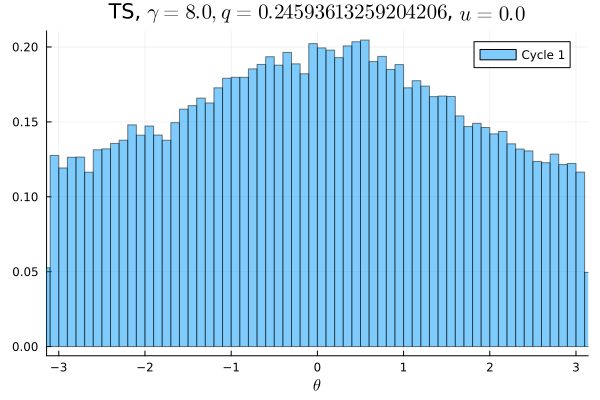 TS, γ = 8.0, q = 0.24593613259204206, u = 0.0
Cycle 1
0.20
0.15
0.10
0.05
0.00
−3 −2 −1 0 1 2 3
θ